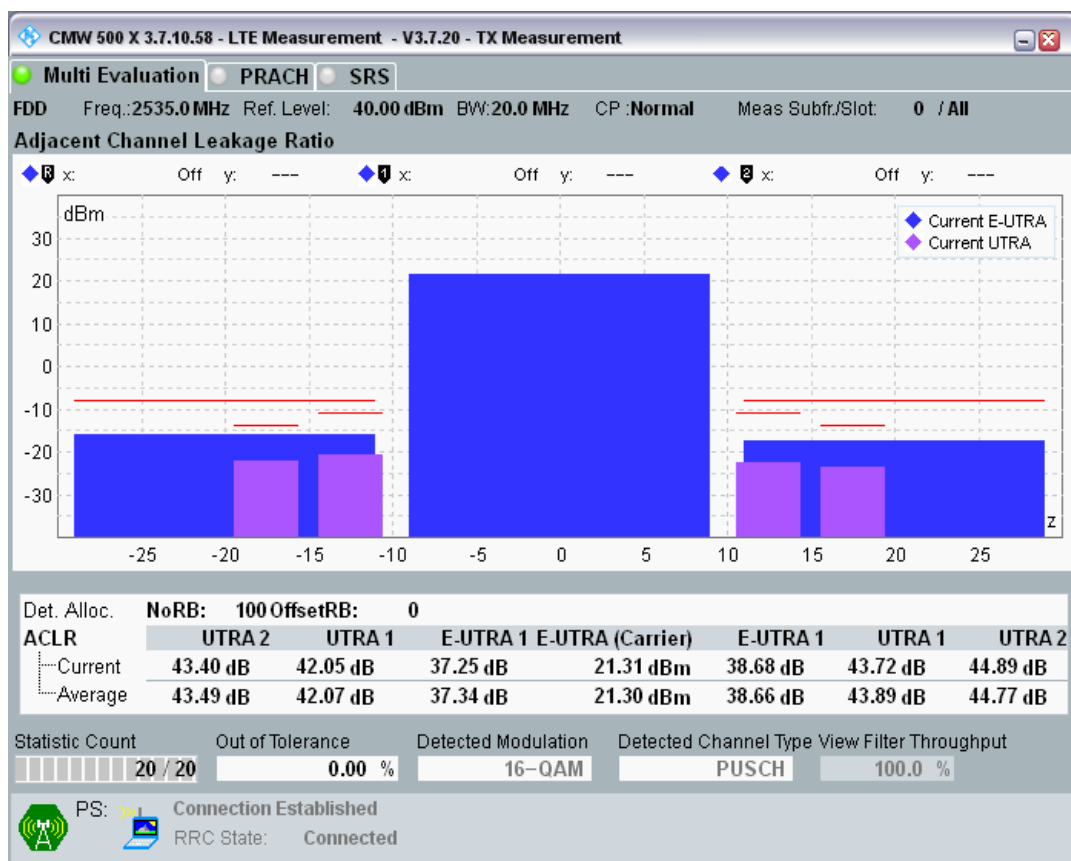 CMW 500 X 3.7.10.58 - LTE Measurement - V3.7.20 - TX Measurement
Multi Evaluation PRACH SRS
FDD Freq.:2535.0 MHz Ref. Level: 40.00 dBm BW:20.0 MHz CP :Normal Meas Subfr./Slot: 0 / All
Adjacent Channel Leakage Ratio
R x: Off y: --- 1 x: Off y: --- 2 x: Off y: ---
dBm
Current E-UTRA
Current UTRA
30
20
10
0
-10
-20
-30
z
-25 -20 -15 -10 -5 0 5 10 15 20 25
Det. Alloc. NoRB: 100 OffsetRB: 0
ACLR UTRA 2 UTRA 1 E-UTRA 1 E-UTRA (Carrier) E-UTRA 1 UTRA 1 UTRA 2
Current 43.40 dB 42.05 dB 37.25 dB 21.31 dBm 38.68 dB 43.72 dB 44.89 dB
Average 43.49 dB 42.07 dB 37.34 dB 21.30 dBm 38.66 dB 43.89 dB 44.77 dB
Statistic Count Out of Tolerance Detected Modulation Detected Channel Type View Filter Throughput
20 / 20 0.00 % 16-QAM PUSCH 100.0 %
PS: Connection Established
RRC State: Connected